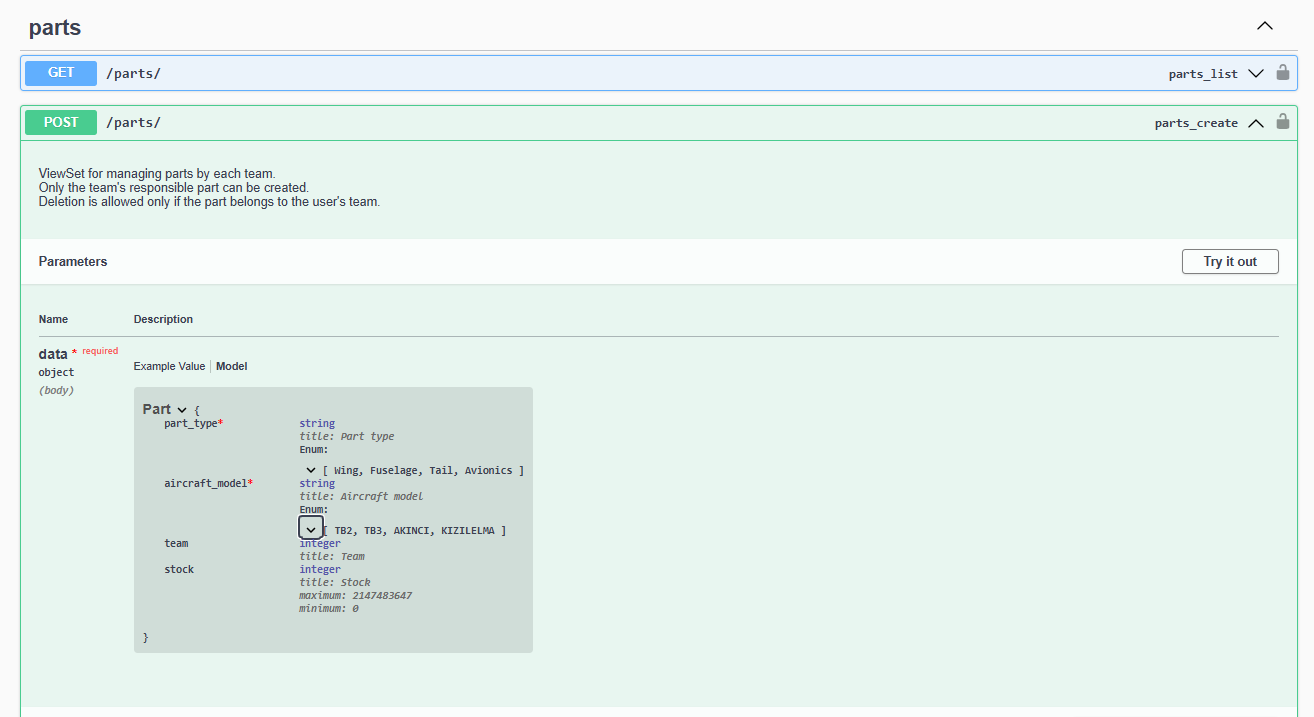 parts
GET /parts/ parts_list
POST /parts/ parts_create
ViewSet for managing parts by each team.
Only the team's responsible part can be created.
Deletion is allowed only if the part belongs to the user's team.
Parameters Try it out
Name Description
data * required
object
(body)
Example Value Model
Part {
part_type* string
title: Part type
Enum:
[ Wing, Fuselage, Tail, Avionics ]
aircraft_model* string
title: Aircraft model
Enum:
[ TB2, TB3, AKINCI, KIZILELMA ]
team integer
title: Team
stock integer
title: Stock
maximum: 2147483647
minimum: 0
}